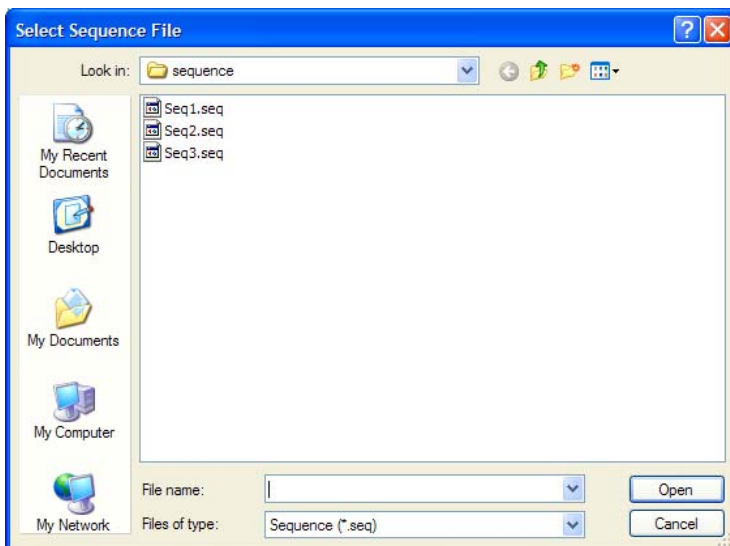 Select Sequence File
Look in: sequence
Seq1.seq
Seq2.seq
Seq3.seq
My Recent
Documents
Desktop
My Documents
My Computer
My Network
File name:
Open
Files of type: Sequence (*.seq)
Cancel